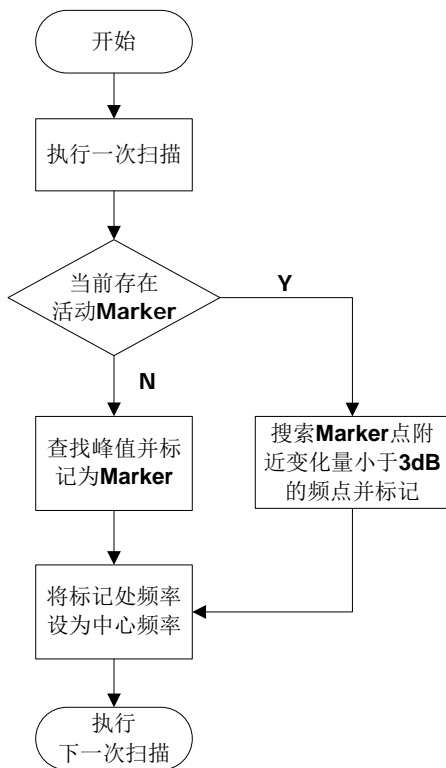 开始
执行一次扫描
当前存在
活动Marker
Y
N
查找峰值并标
记为Marker
搜索Marker点附
近变化量小于3dB
的频点并标记
将标记处频率
设为中心频率
执行
下一次扫描